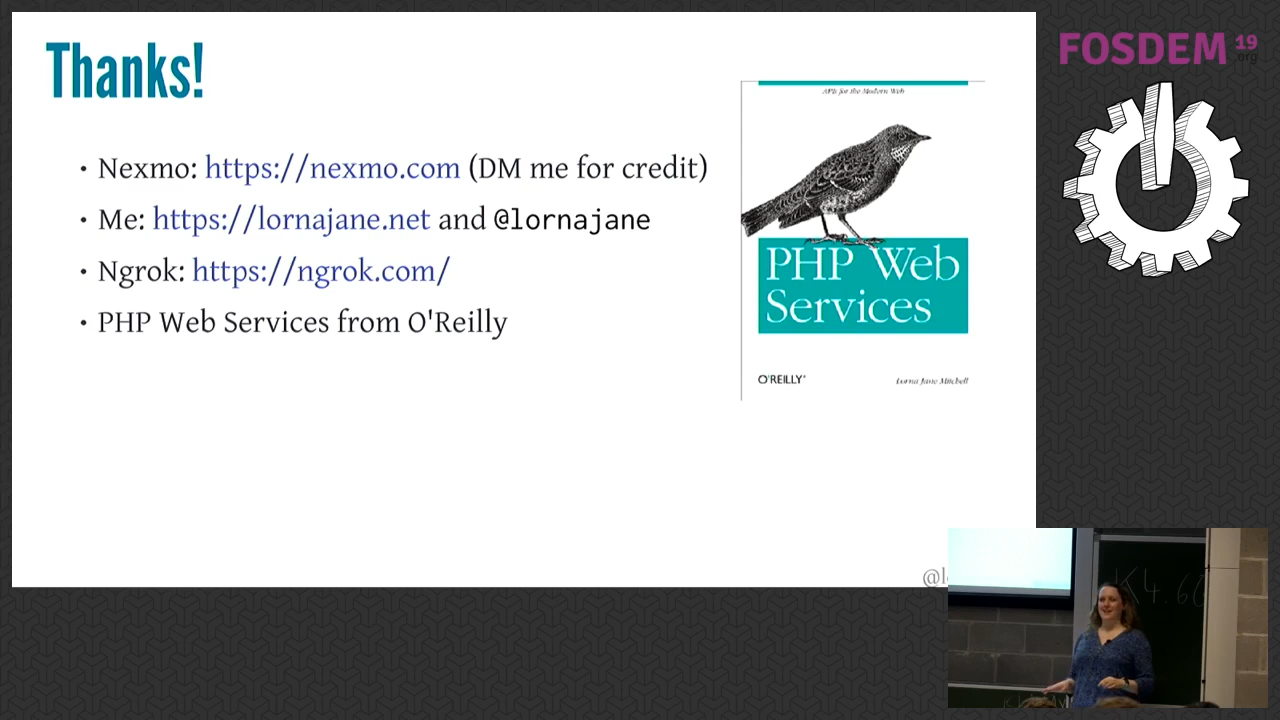 Thanks!
• Nexmo: https://nexmo.com (DM me for credit)
• Me: https://lornajane.net and @lornajane
• Ngrok: https://ngrok.com/
• PHP Web Services from O'Reilly
APIs for the Modern Web
PHP Web
Services
O'REILLY®
Lorna Jane Mitchell
FOSDEM 19
.org
@l
K4.60